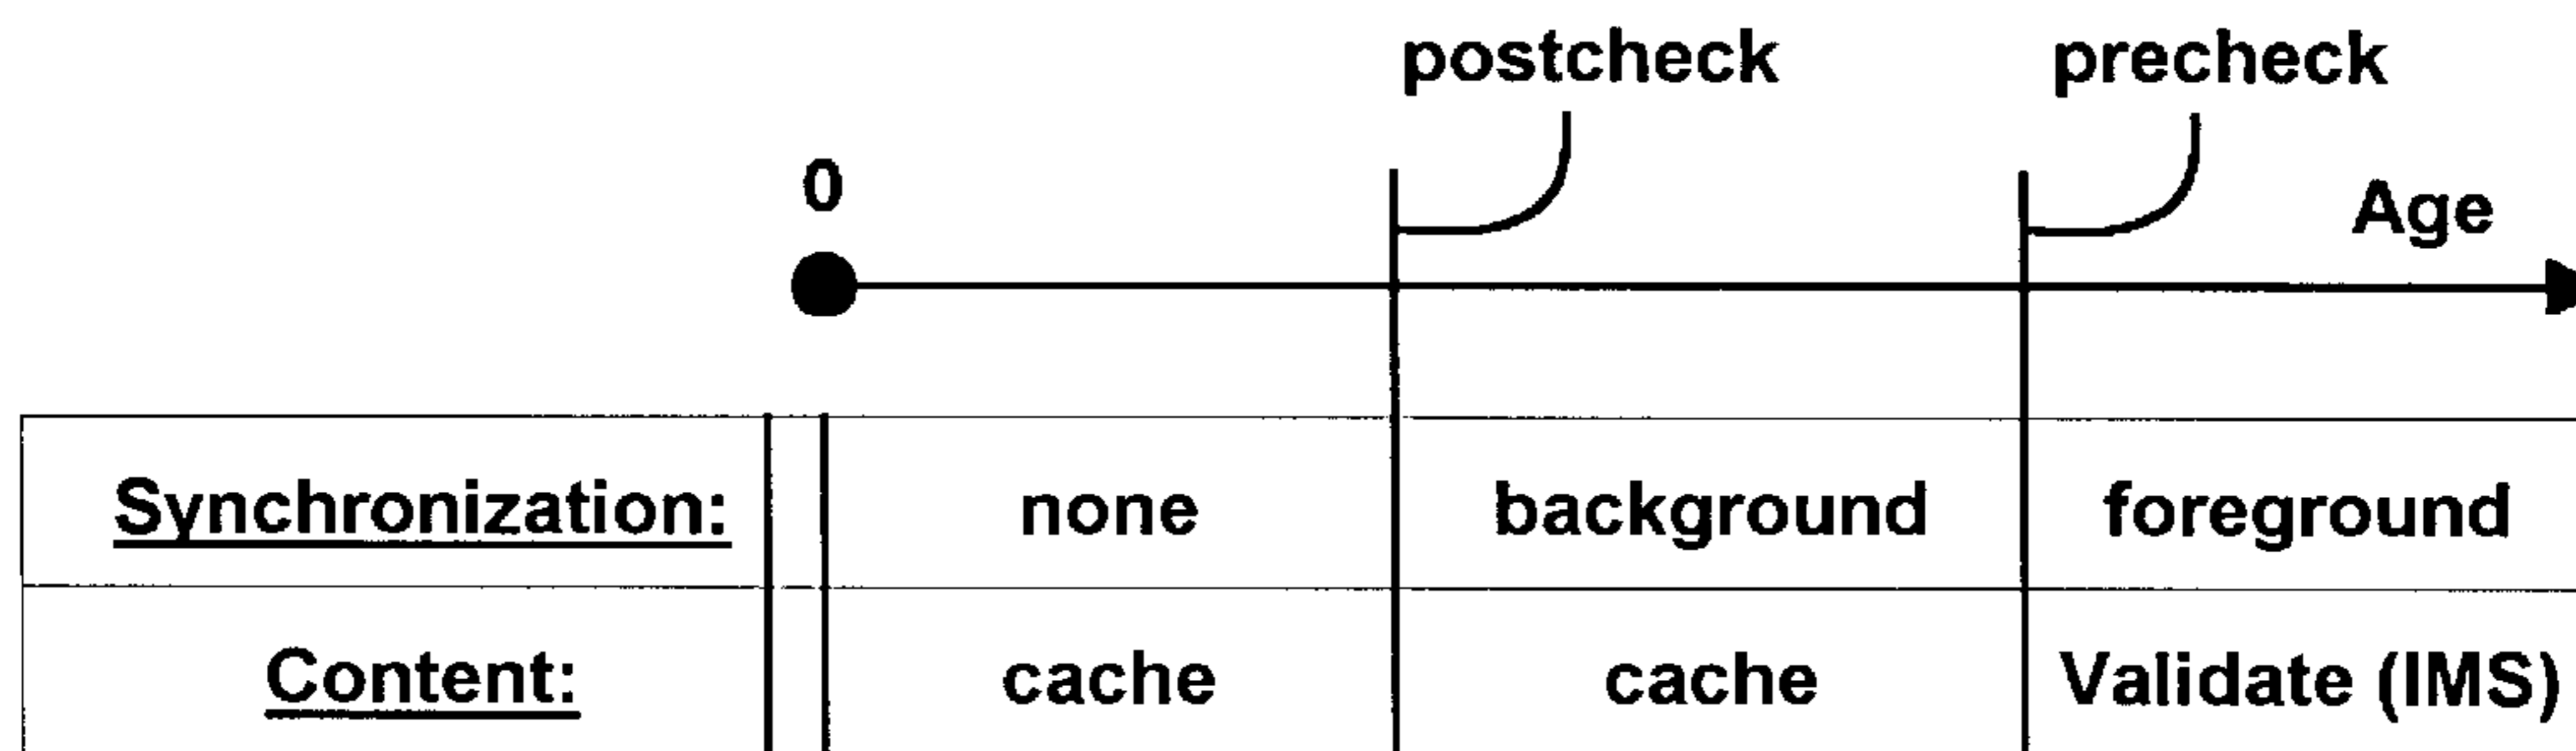 postcheck precheck
0 Age
Synchronization: none background foreground
Content: cache cache Validate (IMS)